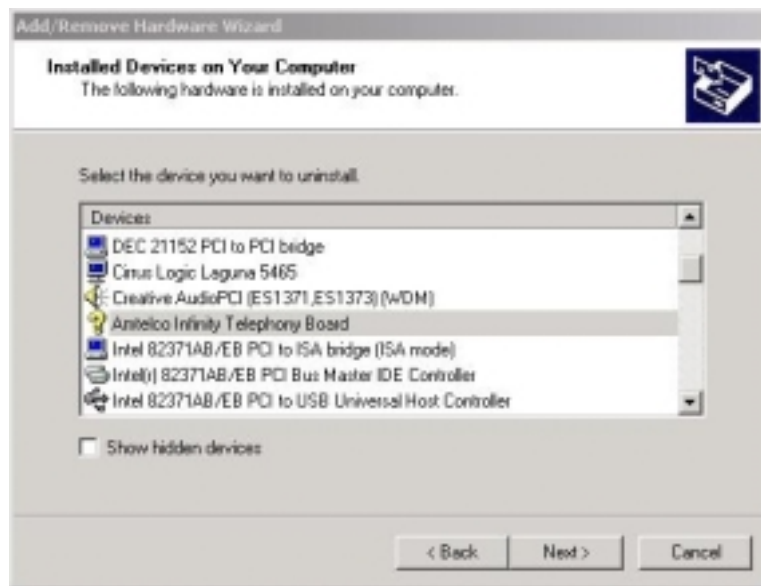 Add/Remove Hardware Wizard
Installed Devices on Your Computer
The following hardware is installed on your computer.
Select the device you want to uninstall.
Devices
DEC 21152 PCI to PCI bridge
Cirrus Logic Laguna 5465
Creative AudioPCI (ES1371,ES1373) (WDM)
Amtelco Infinity Telephony Board
Intel 82371AB/EB PCI to ISA bridge (ISA mode)
Intel(r) 82371AB/EB PCI Bus Master IDE Controller
Intel 82371AB/EB PCI to USB Universal Host Controller
Show hidden devices
< Back
Next >
Cancel